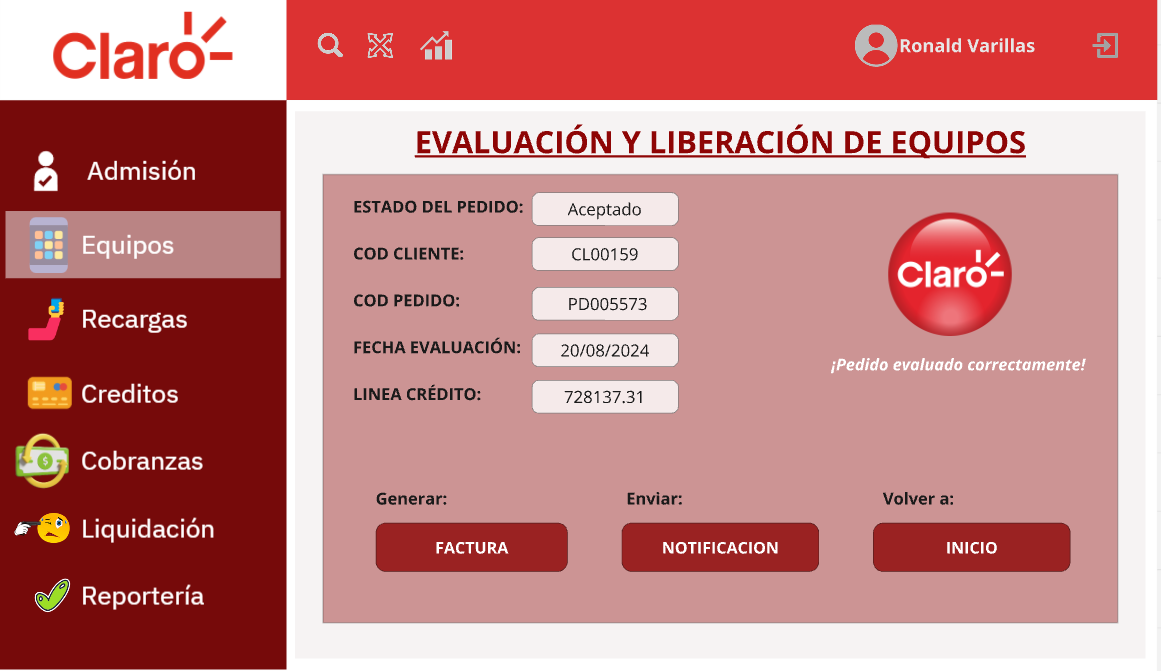 Claro
Ronald Varillas
Admisión
Equipos
Recargas
Creditos
Cobranzas
Liquidación
Reportería
EVALUACIÓN Y LIBERACIÓN DE EQUIPOS
ESTADO DEL PEDIDO: Aceptado
COD CLIENTE: CL00159
COD PEDIDO: PD005573
FECHA EVALUACIÓN: 20/08/2024
LINEA CRÉDITO: 728137.31
Claro
¡Pedido evaluado correctamente!
Generar: Enviar: Volver a:
FACTURA NOTIFICACION INICIO